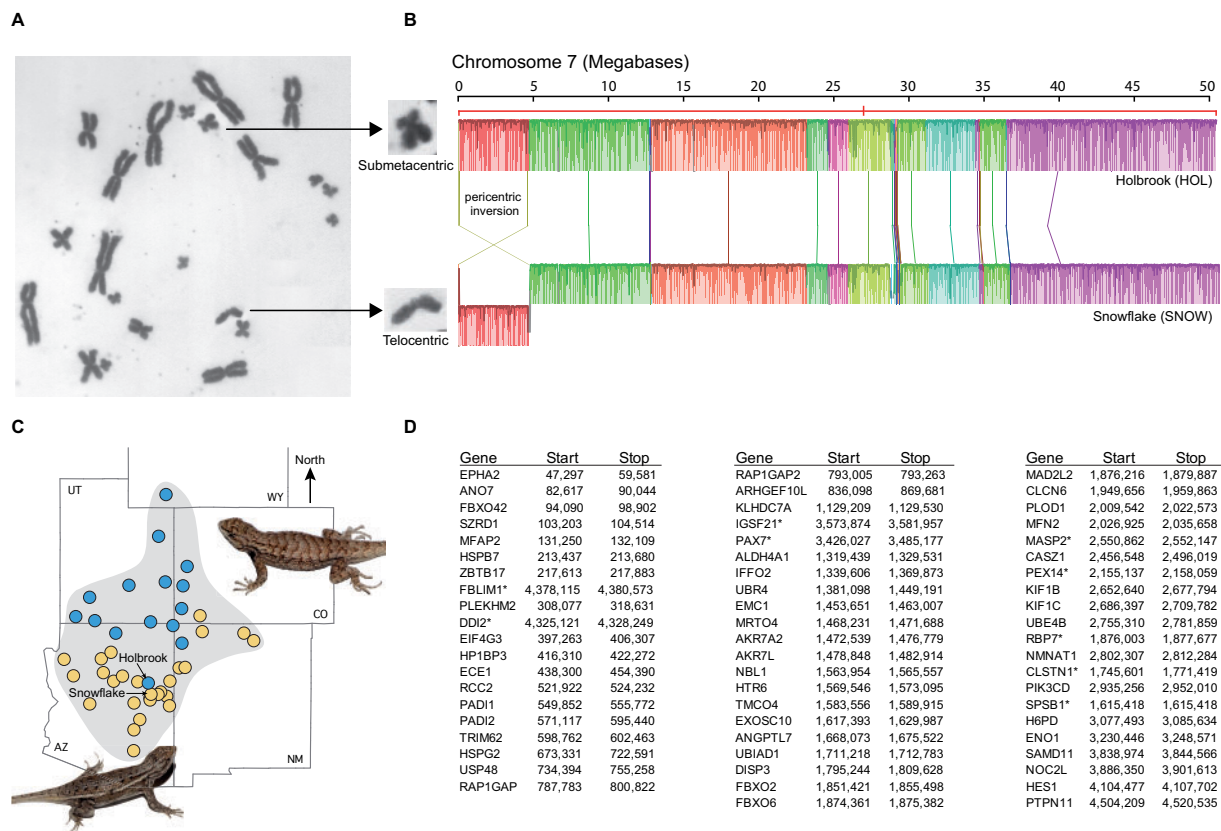 A
B
Chromosome 7 (Megabases)
0 5 10 15 20 25 30 35 40 45 50
Submetacentric
Holbrook (HOL)
pericentric
inversion
Snowflake (SNOW)
Telocentric
C
D
North
UT
WY
CO
Holbrook
Snowflake
AZ
NM
Gene Start Stop
EPHA2 47,297 59,581
ANO7 82,617 90,044
FBXO42 94,090 98,902
SZRD1 103,203 104,514
MFAP2 131,250 132,109
HSPB7 213,437 213,680
ZBTB17 217,613 217,883
FBLIM1* 4,378,115 4,380,573
PLEKHM2 308,077 318,631
DDI2* 4,325,121 4,328,249
EIF4G3 397,263 406,307
HP1BP3 416,310 422,272
ECE1 438,300 454,390
RCC2 521,922 524,232
PADI1 549,852 555,772
PADI2 571,117 595,440
TRIM62 598,762 602,463
HSPG2 673,331 722,591
USP48 734,394 755,258
RAP1GAP 787,783 800,822
Gene Start Stop
RAP1GAP2 793,005 793,263
ARHGEF10L 836,098 869,681
KLHDC7A 1,129,209 1,129,530
IGSF21* 3,573,874 3,581,957
PAX7* 3,426,027 3,485,177
ALDH4A1 1,319,439 1,329,531
IFFO2 1,339,606 1,369,873
UBR4 1,381,098 1,449,191
EMC1 1,453,651 1,463,007
MRTO4 1,468,231 1,471,688
AKR7A2 1,472,539 1,476,779
AKR7L 1,478,848 1,482,914
NBL1 1,563,954 1,565,557
HTR6 1,569,546 1,573,095
TMCO4 1,583,556 1,589,915
EXOSC10 1,617,393 1,629,987
ANGPTL7 1,668,073 1,675,522
UBIAD1 1,711,218 1,712,783
DISP3 1,795,244 1,809,628
FBXO2 1,851,421 1,855,498
FBXO6 1,874,361 1,875,382
Gene Start Stop
MAD2L2 1,876,216 1,879,887
CLCN6 1,949,656 1,959,863
PLOD1 2,009,542 2,022,573
MFN2 2,026,925 2,035,658
MASP2* 2,550,862 2,552,147
CASZ1 2,456,548 2,496,019
PEX14* 2,155,137 2,158,059
KIF1B 2,652,640 2,677,794
KIF1C 2,686,397 2,709,782
UBE4B 2,755,310 2,781,859
RBP7* 1,876,003 1,877,677
NMNAT1 2,802,307 2,812,284
CLSTN1* 1,745,601 1,771,419
PIK3CD 2,935,256 2,952,010
SPSB1* 1,615,418 1,615,418
H6PD 3,077,493 3,085,634
ENO1 3,230,446 3,248,571
SAMD11 3,838,974 3,844,566
NOC2L 3,886,350 3,901,613
HES1 4,104,477 4,107,702
PTPN11 4,504,209 4,520,535